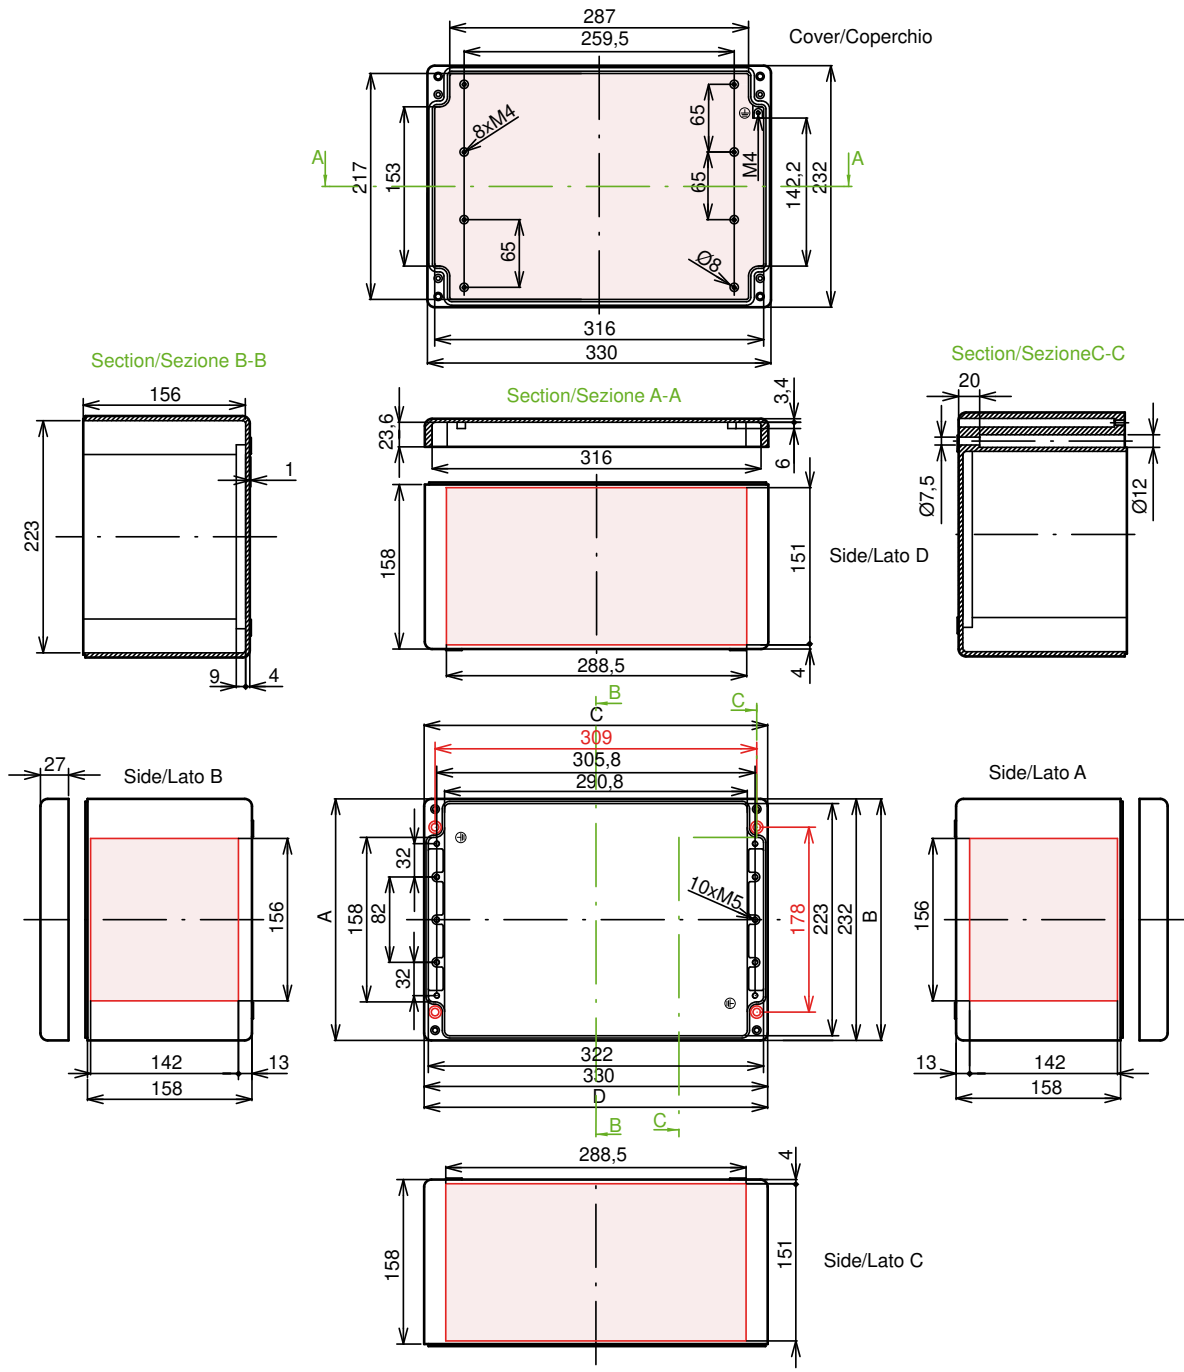 287
Cover/Coperchio
259,5
8xM4
65
M4
A
A
217
153
65
142,2
232
65
Ø8
316
330
Section/Sezione B-B
Section/SezioneC-C
156
Section/Sezione A-A
3,4
20
23,6
316
6
1
Ø7,5
Ø12
223
158
151
Side/Lato D
9
4
288,5
4
B
C
C
309
27
Side/Lato B
305,8
Side/Lato A
290,8
32
10xM5
156
A
158
82
178
223
232
B
156
32
142
13
322
13
142
158
330
158
D
B
C
288,5
4
158
151
Side/Lato C